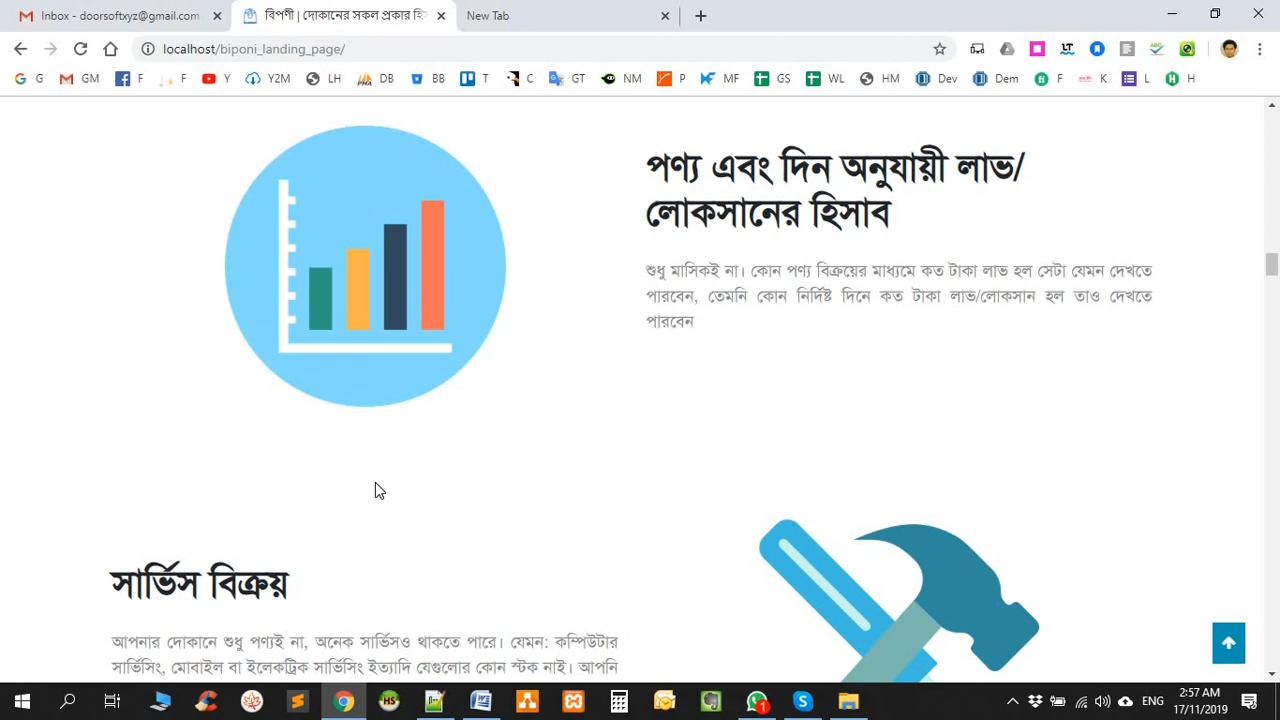 Inbox - doorsoftxyz@gmail.com
বিপণী | দোকানের সকল প্রকার হি
New Tab
localhost/biponi_landing_page/
G GM F F Y Y2M LH DB BB T C GT NM P MF GS WL HM Dev Dem F K L H
পণ্য এবং দিন অনুযায়ী লাভ/
লোকসানের হিসাব
শুধু মাসিকই না। কোন পণ্য বিক্রয়ের মাধ্যমে কত টাকা লাভ হল সেটা যেমন দেখতে
পারবেন, তেমনি কোন নির্দিষ্ট দিনে কত টাকা লাভ/লোকসান হল তাও দেখতে
পারবেন
সার্ভিস বিক্রয়
আপনার দোকানে শুধু পণ্যই না, অনেক সার্ভিসও থাকতে পারে। যেমন: কম্পিউটার
সার্ভিসিং, মোবাইল বা ইলেকট্রিক সার্ভিসিং ইত্যাদি যেগুলোর কোন স্টক নাই। আপনি
ENG
2:57 AM
17/11/2019